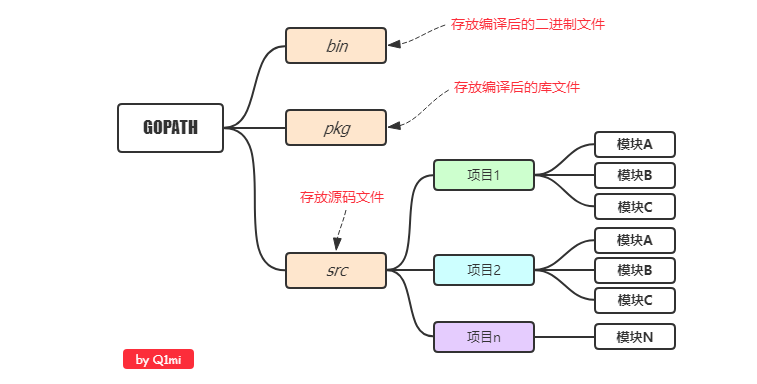 存放编译后的二进制文件
bin
存放编译后的库文件
GOPATH
pkg
模块A
项目1
模块B
存放源码文件
模块C
模块A
src
项目2
模块B
模块C
项目n
模块N
by Q1mi